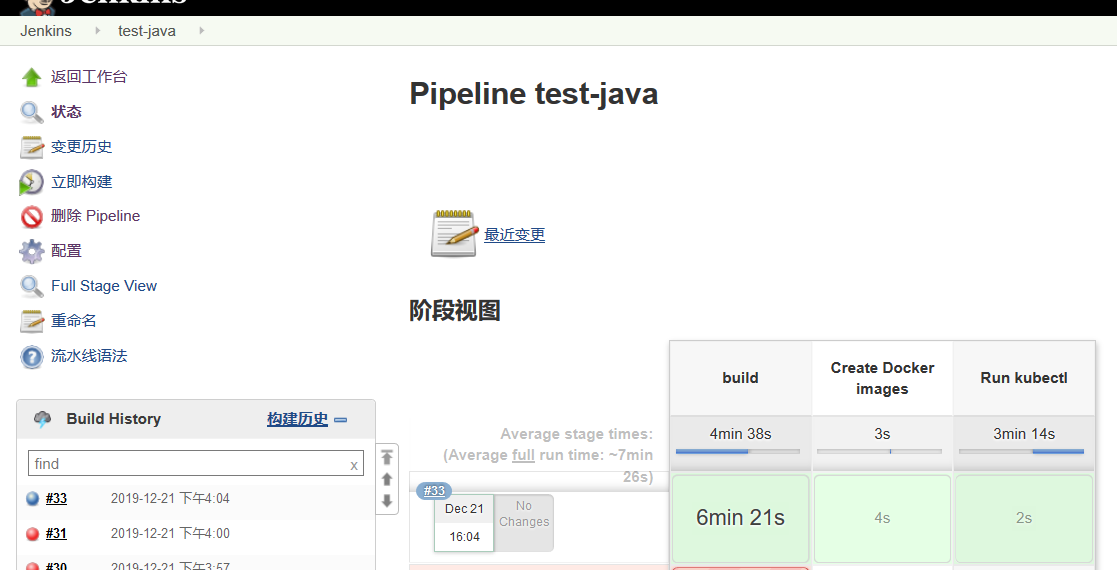 Jenkins
Jenkins test-java
返回工作台
状态
变更历史
立即构建
删除 Pipeline
配置
Full Stage View
重命名
流水线语法
Build History 构建历史
find x
#33 2019-12-21 下午4:04
#31 2019-12-21 下午4:00
#30 2019-12-21 下午3:57
Pipeline test-java
最近变更
阶段视图
build
Create Docker
images
Run kubectl
Average stage times:
(Average full run time: ~7min
26s)
4min 38s
3s
3min 14s
#33
Dec 21
16:04
No
Changes
6min 21s
4s
2s